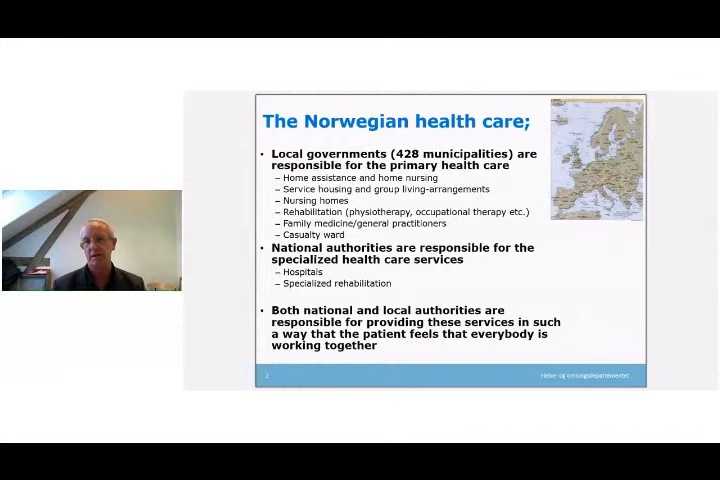 The Norwegian health care;
• Local governments (428 municipalities) are
responsible for the primary health care
– Home assistance and home nursing
– Service housing and group living-arrangements
– Nursing homes
– Rehabilitation (physiotherapy, occupational therapy etc.)
– Family medicine/general practitioners
– Casualty ward
• National authorities are responsible for the
specialized health care services
– Hospitals
– Specialized rehabilitation
• Both national and local authorities are
responsible for providing these services in such
a way that the patient feels that everybody is
working together
2
Helse- og omsorgsdepartementet